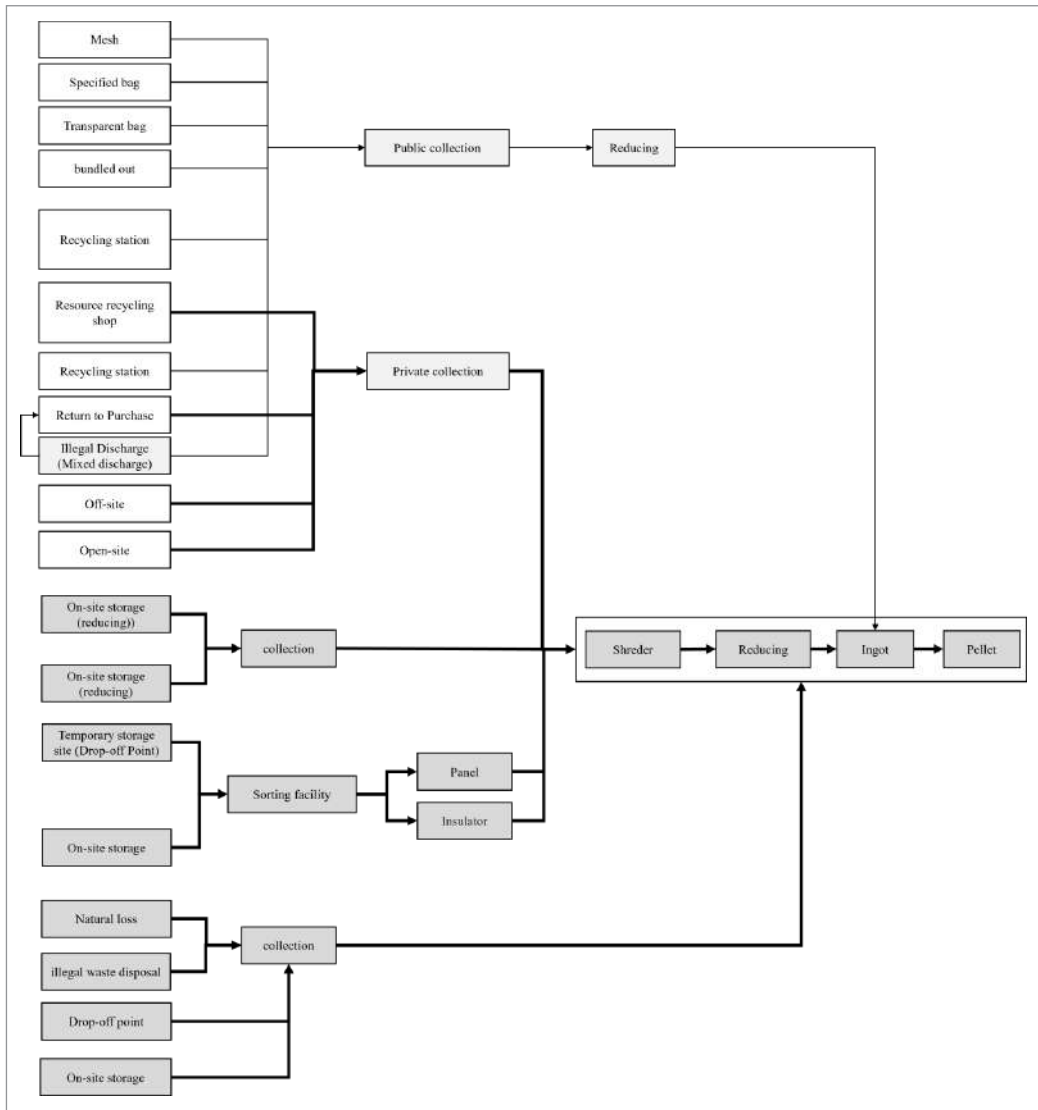 Mesh
Specified bag
Transparent bag
bundled out
Public collection
Reducing
Recycling station
Resource recycling
shop
Recycling station
Private collection
Return to Purchase
Illegal Discharge
(Mixed discharge)
Off-site
Open-site
On-site storage
(reducing))
collection
On-site storage
(reducing)
Shreder
Reducing
Ingot
Pellet
Temporary storage
site (Drop-off Point)
Sorting facility
Panel
Insulator
On-site storage
Natural loss
collection
illegal waste disposal
Drop-off point
On-site storage